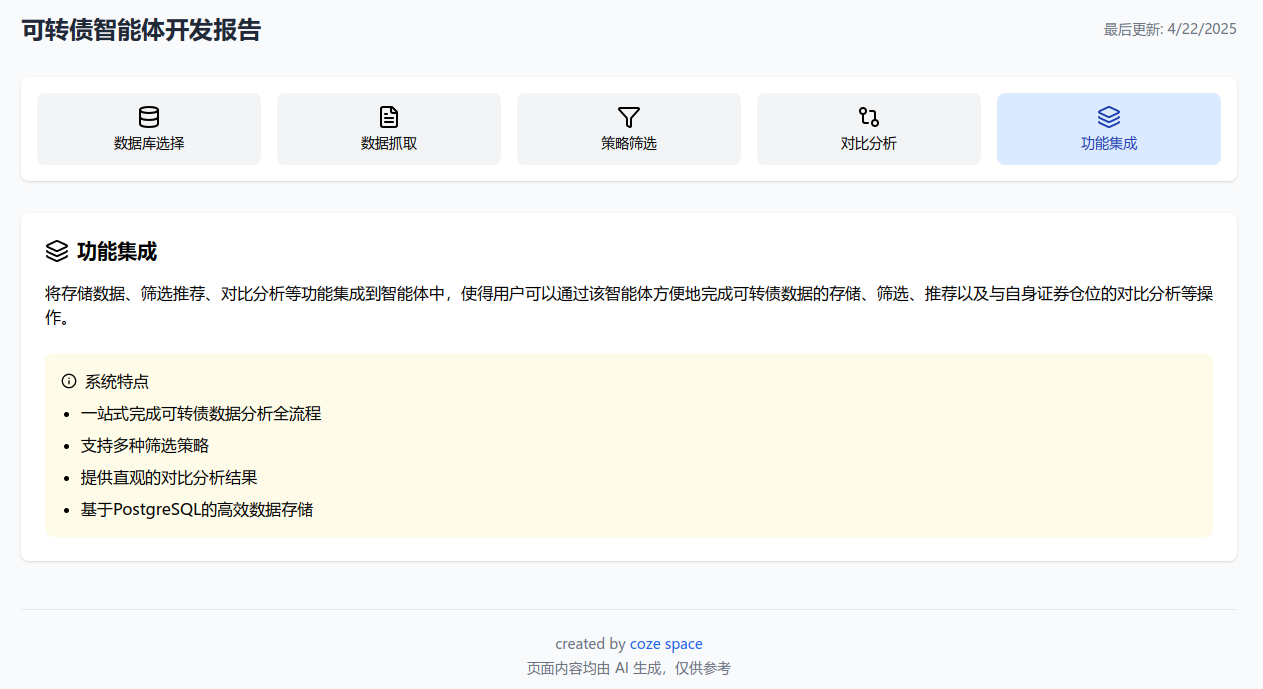 可转债智能体开发报告
最后更新: 4/22/2025
数据库选择
数据抓取
策略筛选
对比分析
功能集成
功能集成
将存储数据、筛选推荐、对比分析等功能集成到智能体中，使得用户可以通过该智能体方便地完成可转债数据的存储、筛选、推荐以及与自身证券仓位的对比分析等操
作。
系统特点
• 一站式完成可转债数据分析全流程
• 支持多种筛选策略
• 提供直观的对比分析结果
• 基于PostgreSQL的高效数据存储
created by coze space
页面内容均由 AI 生成，仅供参考